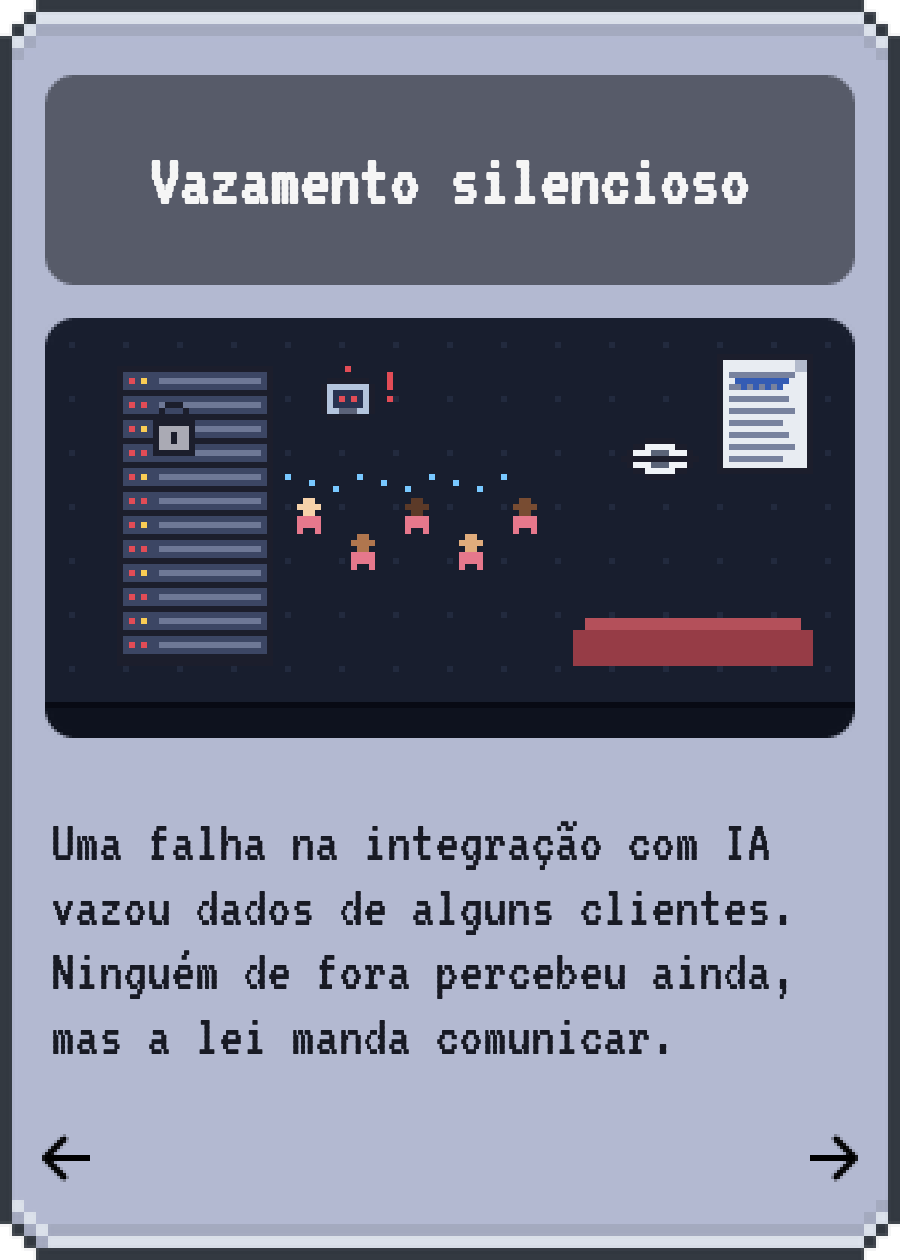 Vazamento silencioso
Uma falha na integração com IA
vazou dados de alguns clientes.
Ninguém de fora percebeu ainda,
mas a lei manda comunicar.